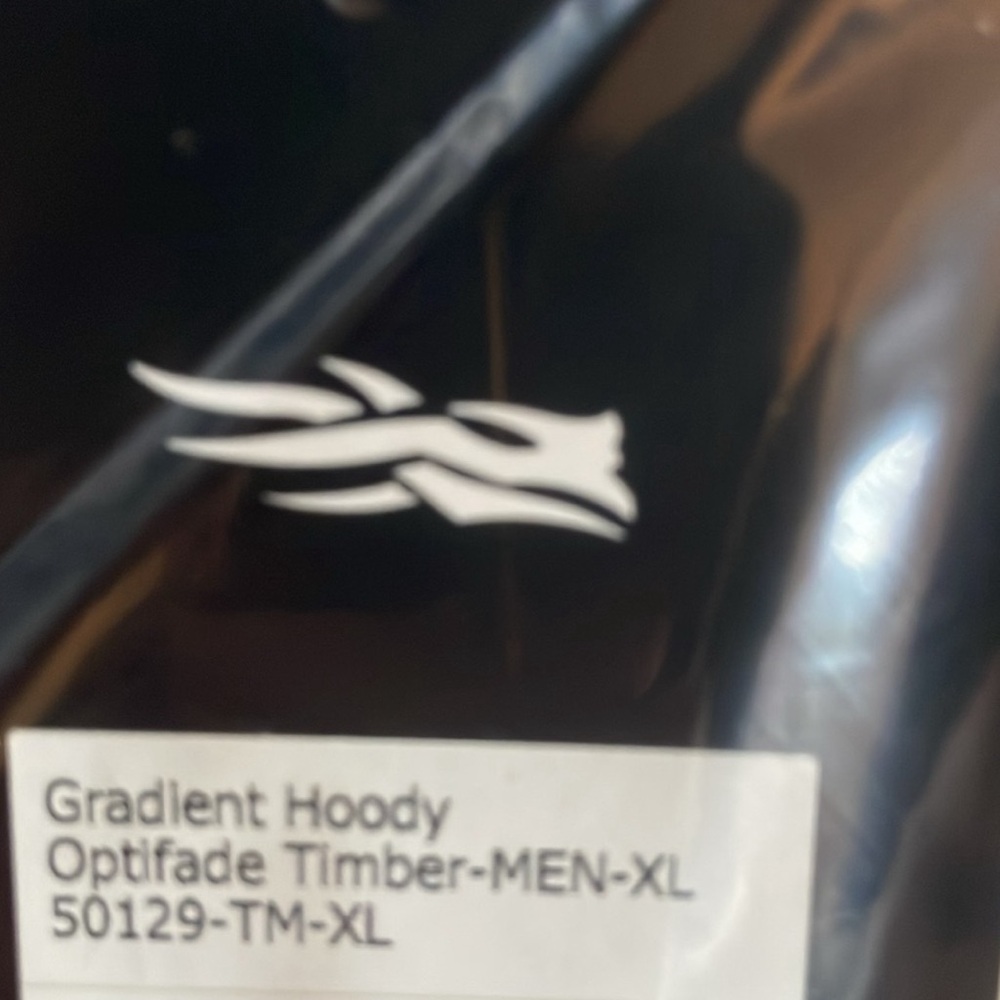 Gradient Hoody
Optifade Timber-MEN-XL
50129-TM-XL